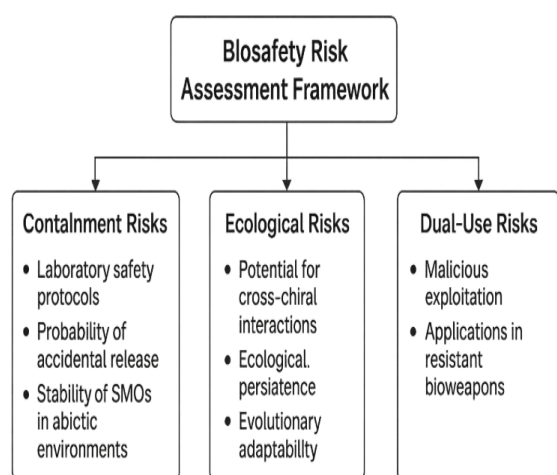 Blosafety Risk
Assessment Framework
Contalnment Rísks
• Laboratory safety
protocols
• Probability of
accidental release
• Stability of SMOs
in abictic
environments
Ecological Risks
• Potential for
cross-chiral
interactions
• Ecological.
persiatence
• Evolutionary
adaptabillty
Dual-Use Risks
• Malicious
exploitation
• Applications in
resistant
bioweapons